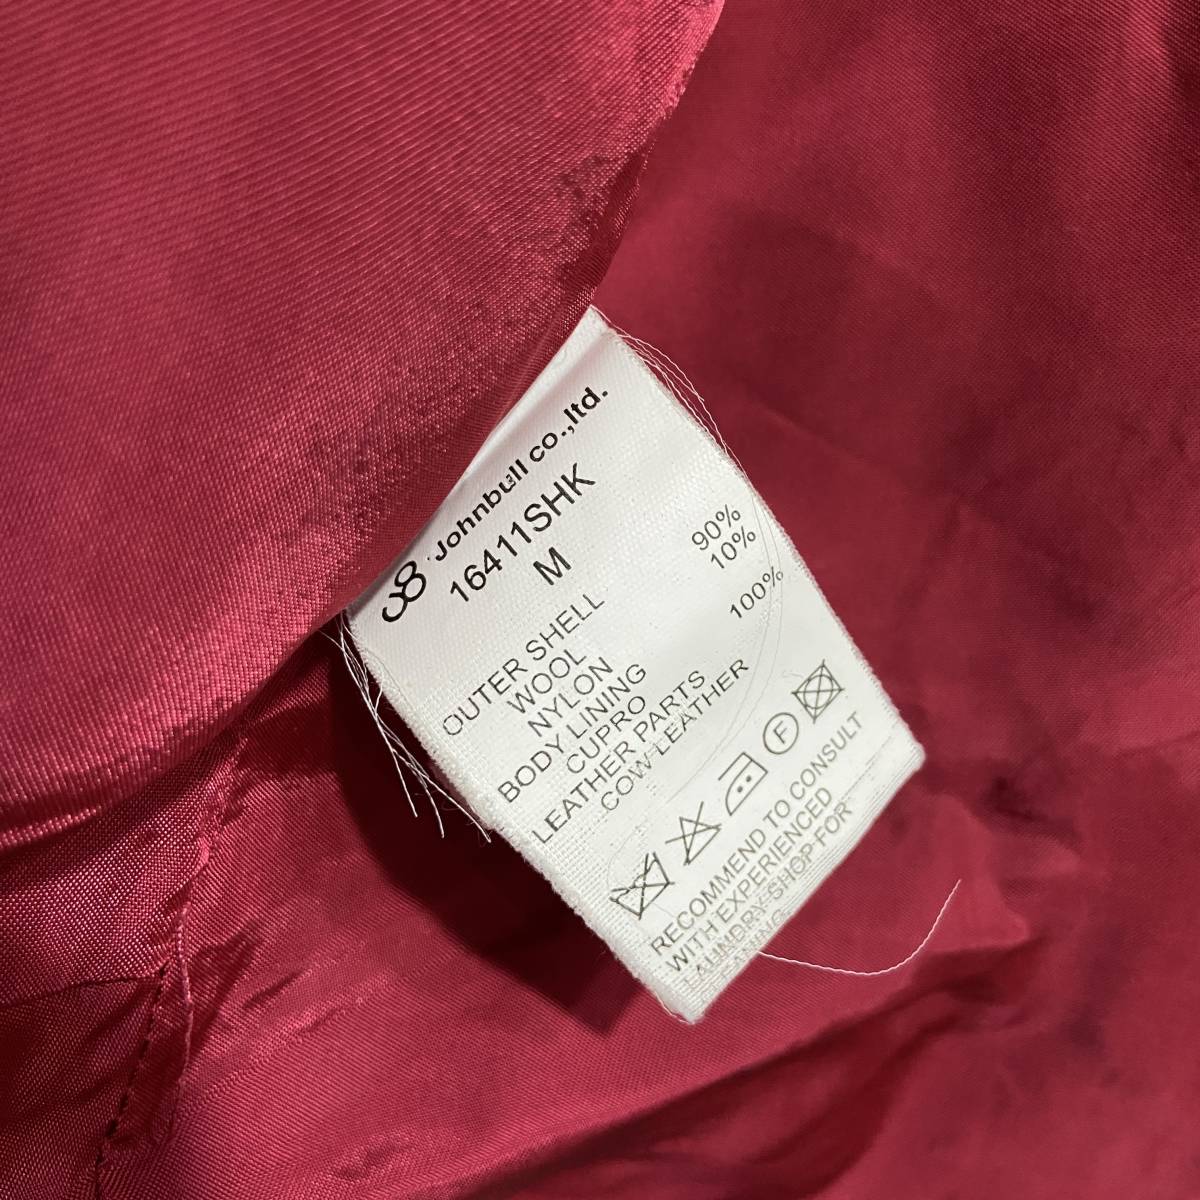 Johnbull co.,ltd.
16411SHK
M
OUTER SHELL
WOOL 90%
NYLON 10%
BODY LINING
CUPRO 100%
LEATHER PARTS
COW LEATHER
F
RECOMMEND TO CONSULT
WITH EXPERIENCED
LAUNDRY SHOP FOR